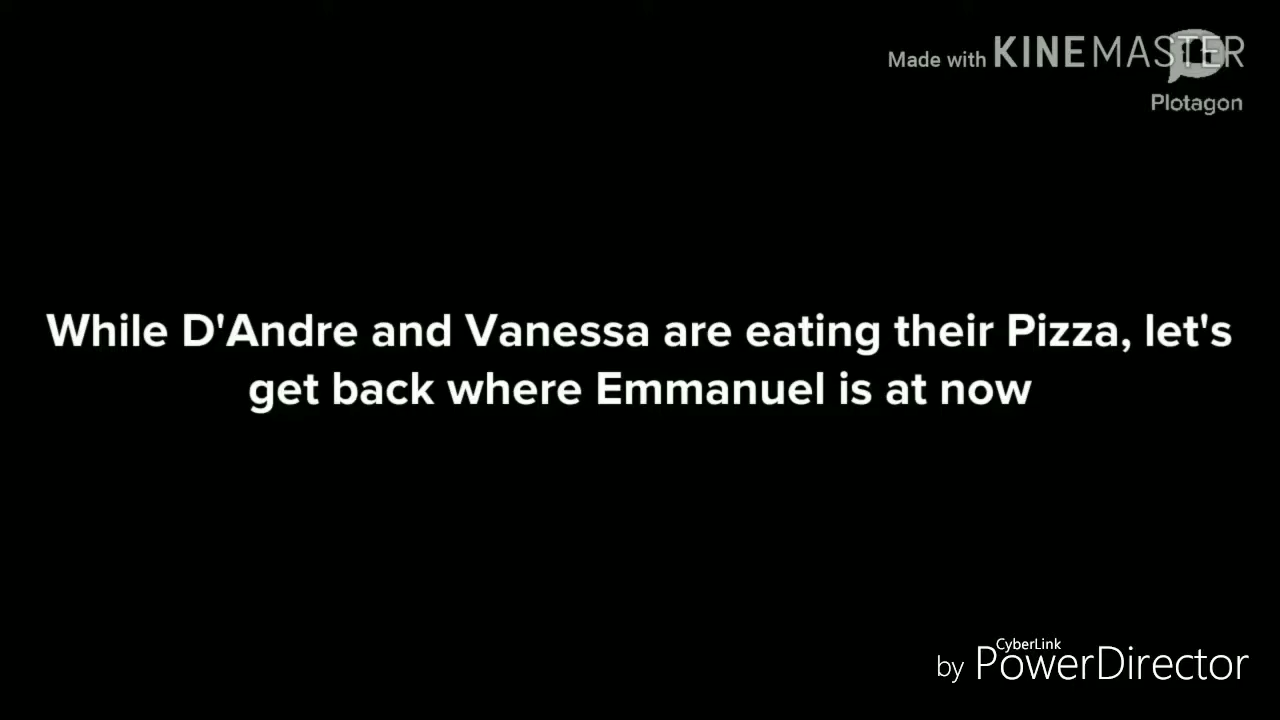 Made with KINEMASTER
Plotagon
While D'Andre and Vanessa are eating their Pizza, let's
get back where Emmanuel is at now
CyberLink
by PowerDirector